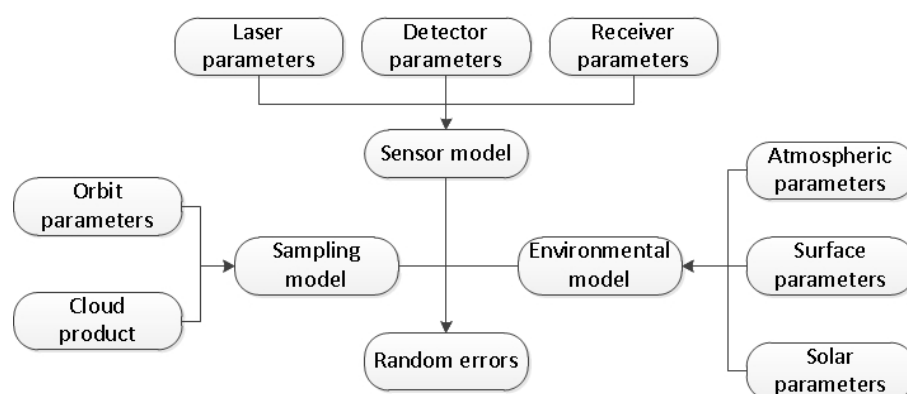 Laser
parameters
Detector
parameters
Receiver
parameters
Sensor model
Atmospheric
parameters
Orbit
parameters
Sampling
model
Environmental
model
Surface
parameters
Cloud
product
Random errors
Solar
parameters